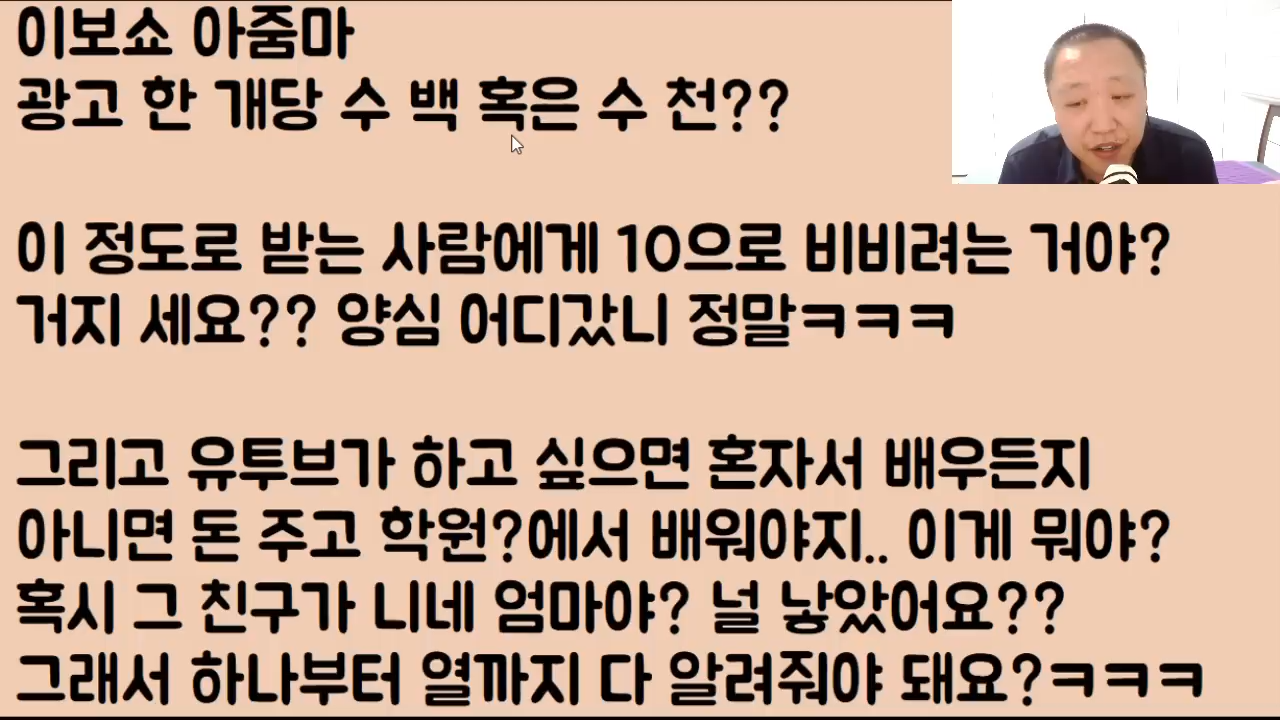 이보쇼 아줌마
광고 한 개당 수 백 혹은 수 천??
이 정도로 받는 사람에게 10으로 비비려는 거야?
거지 세요?? 양심 어디갔니 정말ㅋㅋㅋ
그리고 유투브가 하고 싶으면 혼자서 배우든지
아니면 돈 주고 학원?에서 배워야지.. 이게 뭐야?
혹시 그 친구가 니네 엄마야? 널 낳았어요??
그래서 하나부터 열까지 다 알려줘야 돼요?ㅋㅋㅋ